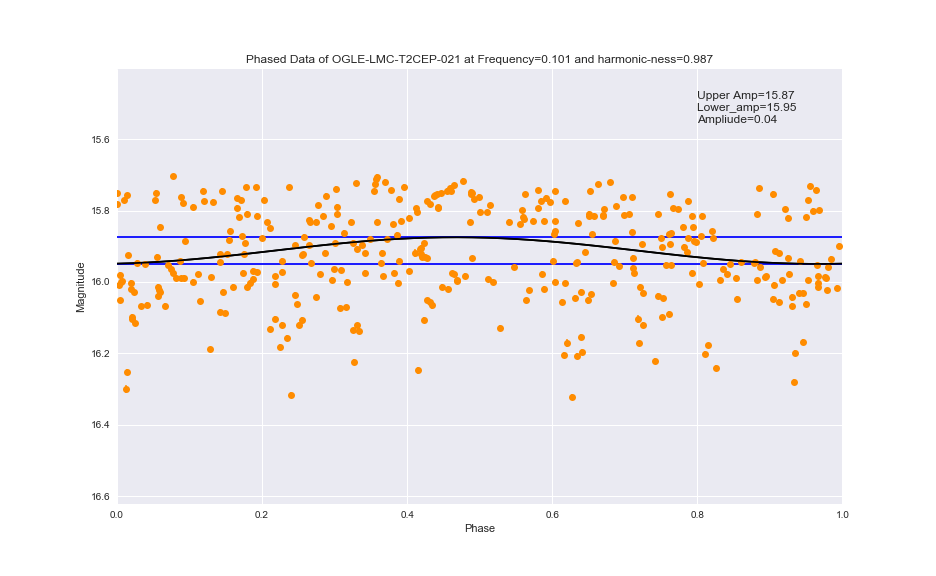 Phased Data of OGLE-LMC-T2CEP-021 at Frequency=0.101 and harmonic-ness=0.987
Upper Amp=15.87
Lower_amp=15.95
Ampliude=0.04
15.6
15.8
16.0
16.2
16.4
16.6
Magnitude
0.0 0.2 0.4 0.6 0.8 1.0
Phase